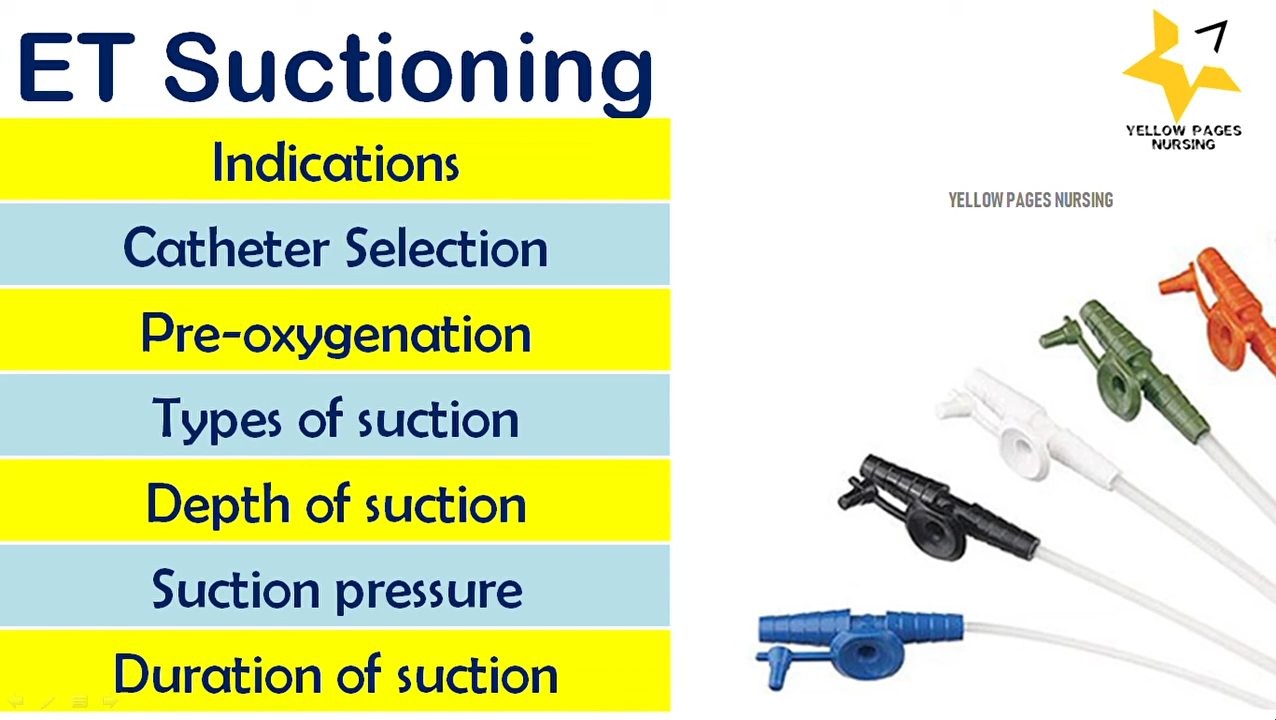 ET Suctioning
Indications
Catheter Selection
Pre-oxygenation
Types of suction
Depth of suction
Suction pressure
Duration of suction
YELLOW PAGES
NURSING
YELLOW PAGES NURSING